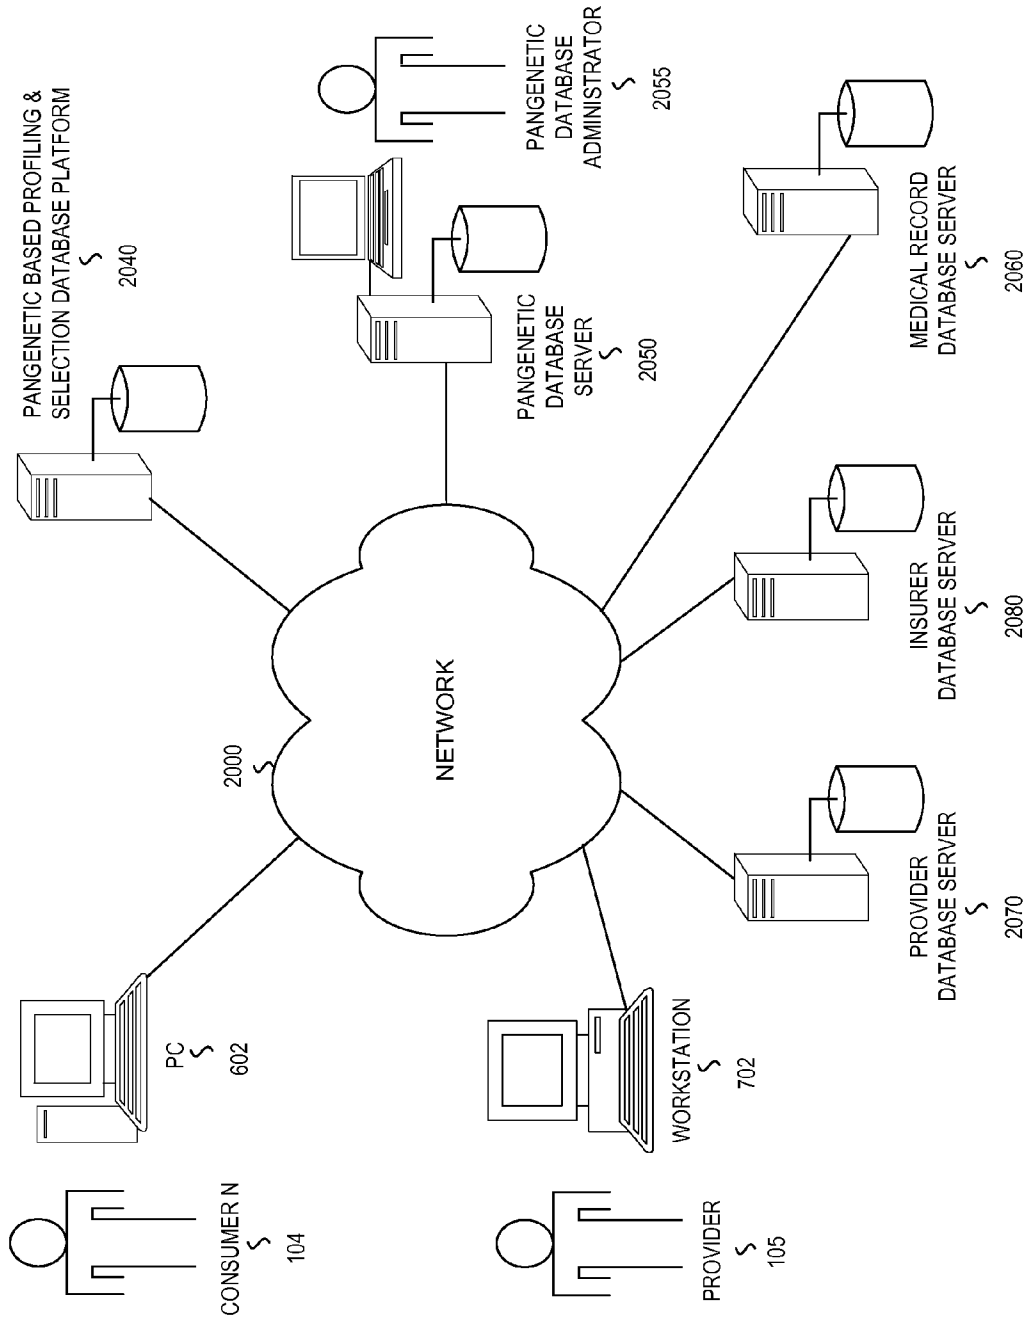 CONSUMER N
104
PC
602
2000
PANGENETIC BASED PROFILING &
SELECTION DATABASE PLATFORM
2040
PANGENETIC
DATABASE
ADMINISTRATOR
2055
PANGENETIC
DATABASE
SERVER
2050
NETWORK
PROVIDER
105
WORKSTATION
702
PROVIDER
DATABASE SERVER
2070
INSURER
DATABASE SERVER
2080
MEDICAL RECORD
DATABASE SERVER
2060